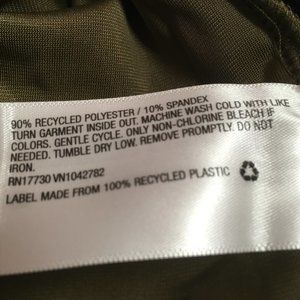 90% RECYCLED POLYESTER / 10% SPANDEX
TURN GARMENT INSIDE OUT. MACHINE WASH COLD WITH LIKE
COLORS. GENTLE CYCLE. ONLY NON-CHLORINE BLEACH IF
NEEDED. TUMBLE DRY LOW. REMOVE PROMPTLY. DO NOT
IRON.
RN17730 VN1042782
LABEL MADE FROM 100% RECYCLED PLASTIC